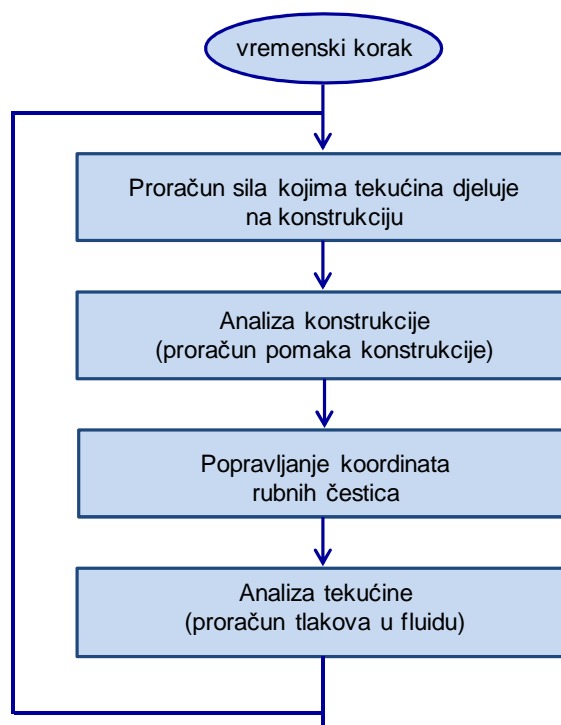 vremenski korak
Proračun sila kojima tekućina djeluje
na konstrukciju
Analiza konstrukcije
(proračun pomaka konstrukcije)
Popravljanje koordinata
rubnih čestica
Analiza tekućine
(proračun tlakova u fluidu)